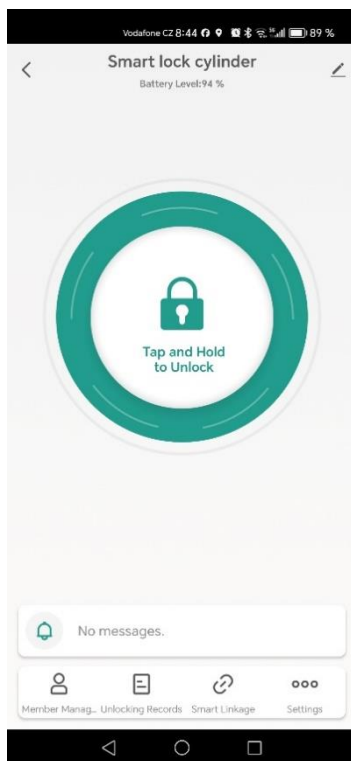 Vodafone CZ 8:44 89 %
Smart lock cylinder
Battery Level:94 %
Tap and Hold
to Unlock
No messages.
Member Manag... Unlocking Records Smart Linkage Settings